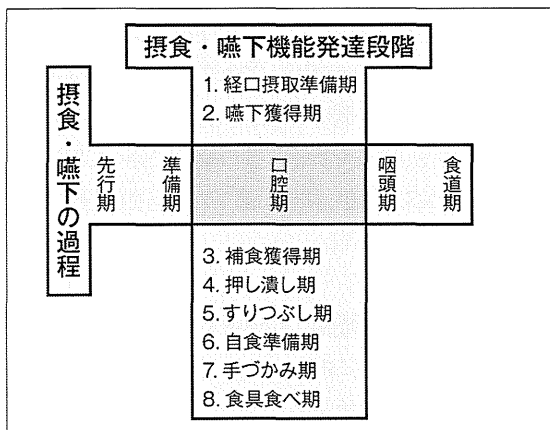 摂食・嚥下機能発達段階
1. 経口摂取準備期
2. 嚥下獲得期
摂食・嚥下の過程
先行期
準備期
口腔期
咽頭期
食道期
3. 補食獲得期
4. 押し潰し期
5. すりつぶし期
6. 自食準備期
7. 手づかみ期
8. 食具食べ期